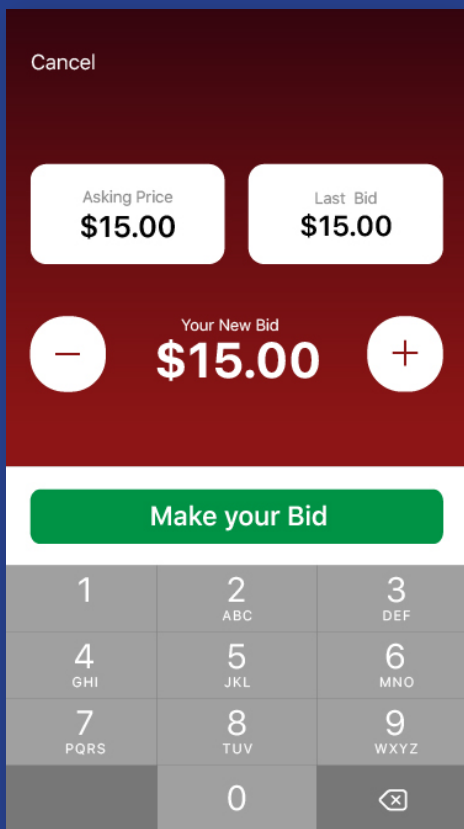 Cancel
Asking Price
$15.00
Last Bid
$15.00
Your New Bid
$15.00
Make your Bid
1
2
ABC
3
DEF
4
GHI
5
JKL
6
MNO
7
PQRS
8
TUV
9
WXYZ
0